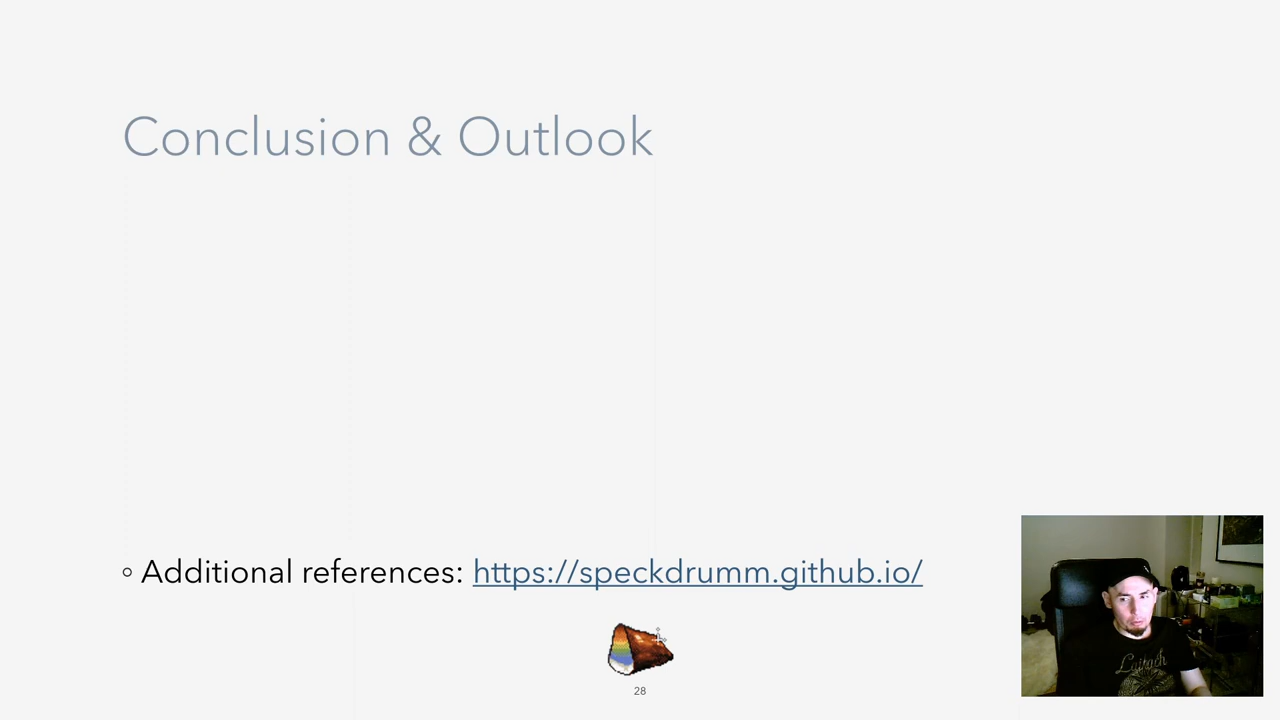 Conclusion & Outlook
◦ Additional references: https://speckdrumm.github.io/
28